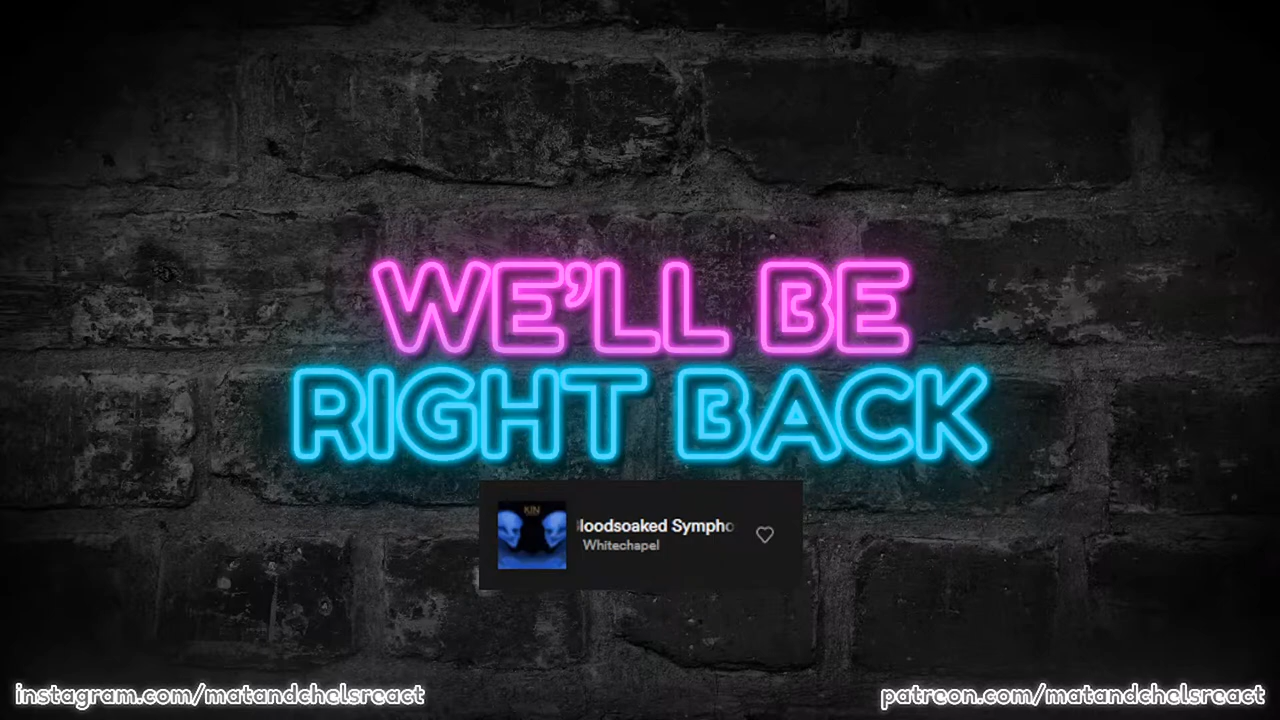 WE'LL BE
RIGHT BACK
KIN
loodsoaked Sympho
Whitechapel
instagram.com/matandchelsreact
patreon.com/matandchelsreact